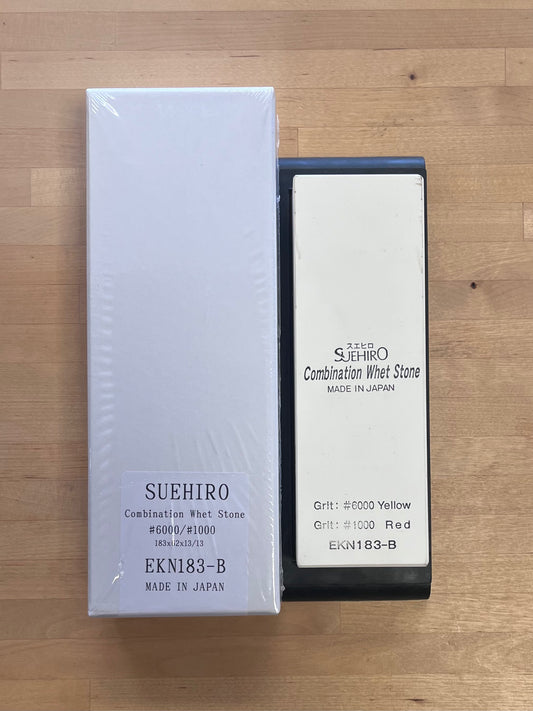 SUEHIRO
Combination Whet Stone
#6000/#1000
183x62x13/13
EKN183-B
MADE IN JAPAN
スエヒロ
SUEHIRO
Combination Whet Stone
MADE IN JAPAN
Grit: #6000 Yellow
Grit: #1000 Red
EKN183-B